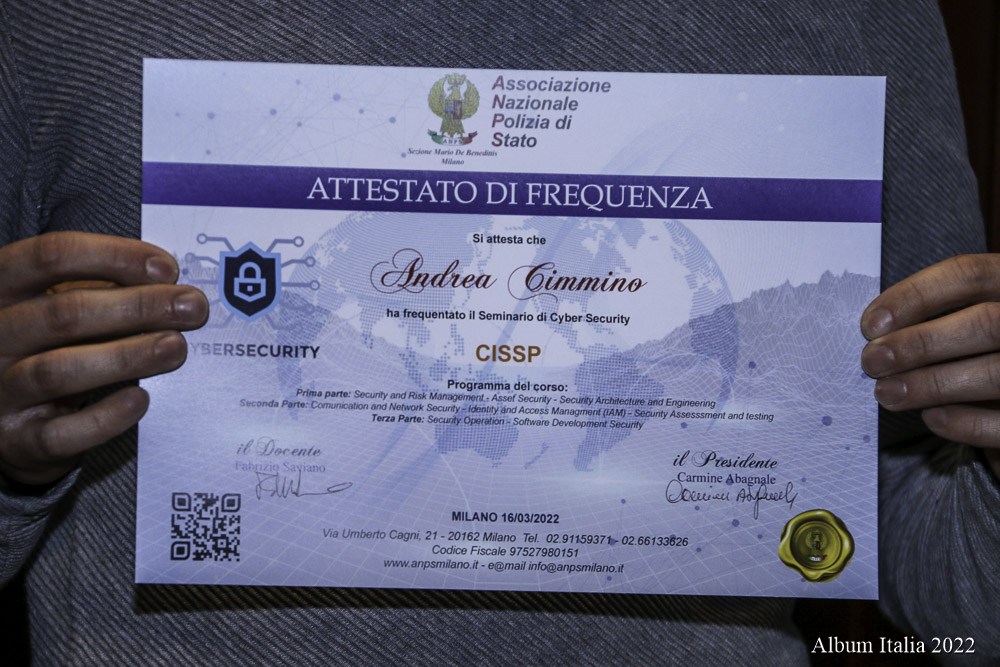 Associazione
Nazionale
Polizia di
Stato
ANPS
Sezione Mario De Benedittis
Milano
ATTESTATO DI FREQUENZA
Si attesta che
Andrea Cimmino
ha frequentato il Seminario di Cyber Security
CYBERSECURITY
CISSP
Programma del corso:
Prima parte: Security and Risk Management - Asset Security - Security Architecture and Engineering
Seconda Parte: Comunication and Network Security - Identity and Access Managment (IAM) - Security Assesssment and testing
Terza Parte: Security Operation - Software Development Security
il Docente
Fabrizio Saviano
il Presidente
Carmine Abagnale
MILANO 16/03/2022
Via Umberto Cagni, 21 - 20162 Milano Tel. 02.91159371 - 02.66133626
Codice Fiscale 97527980151
www.anpsmilano.it - e@mail info@anpsmilano.it
Album Italia 2022